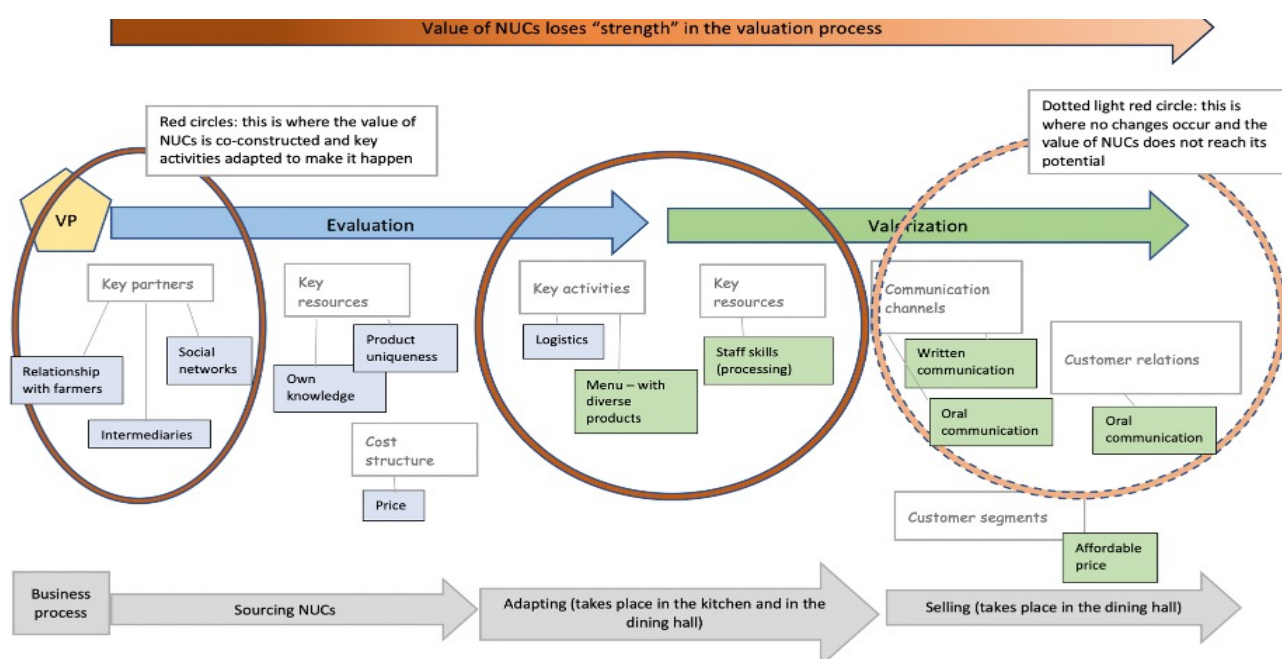 Value of NUCs loses “strength” in the valuation process
Red circles: this is where the value of
NUCs is co-constructed and key
activities adapted to make it happen
Dotted light red circle: this is
where no changes occur and the
value of NUCs does not reach its
potential
VP
Evaluation
Valorization
Key partners
Relationship
with farmers
Intermediaries
Social
networks
Key
resources
Product
uniqueness
Own
knowledge
Cost
structure
Price
Key activities
Logistics
Menu – with
diverse
products
Key
resources
Staff skills
(processing)
Communication
channels
Written
communication
Oral
communication
Customer relations
Oral
communication
Customer segments
Affordable
price
Business
process
Sourcing NUCs
Adapting (takes place in the kitchen and in the
dining hall)
Selling (takes place in the dining hall)